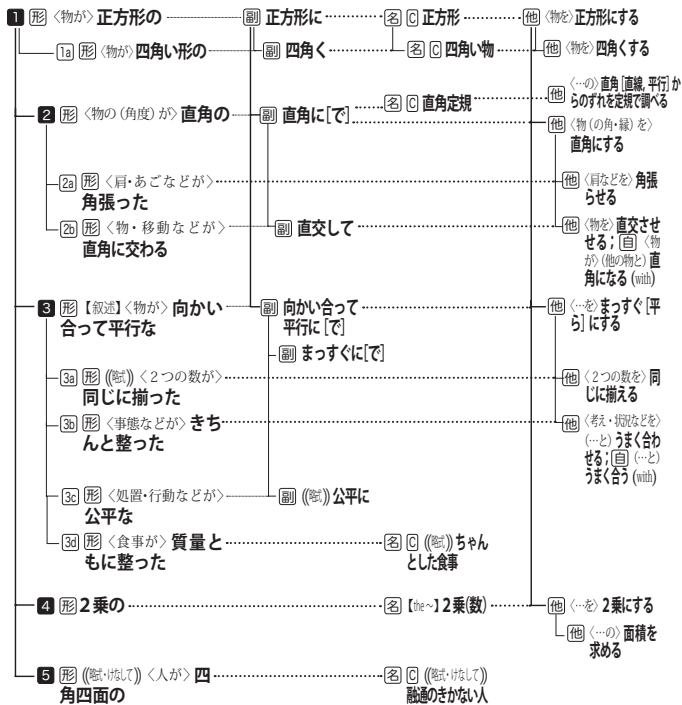 1 形 〈物が〉正方形の 副 正方形に 名 C 正方形 他 〈物を〉正方形にする
1a 形 〈物が〉四角い形の 副 四角く 名 C 四角い物 他 〈物を〉四角くする
2 形 〈物の(角度)が〉直角の 副 直角に[で] 名 C 直角定規 他 〈…の〉直角[直線, 平行]か
らのずれを定規で調べる
他 〈物(の角・縁)を〉
直角にする
2a 形 〈肩・あごなどが〉 他 〈肩などを〉角張
角張った らせる
2b 形 〈物・移動などが〉 副 直交して 他 〈物を〉直交させ
直角に交わる せる; 自 〈物
が〉(他の物と)直
角になる (with)
3 形 【叙述】〈物が〉向かい 副 向かい合って 他 〈…を〉まっすぐ[平
合って平行な 平行に[で] ら]にする
副 まっすぐに[で]
3a 形 ((略式))〈2つの数が〉 他 〈2つの数を〉同
同じに揃った じに揃える
3b 形 〈事態などが〉きち 他 〈考え・状況などを〉
んと整った (…と)うまく合わ
せる; 自 (…と)
うまく合う (with)
3c 形 〈処置・行動などが〉 副 ((略式))公平に
公平な
3d 形 〈食事が〉質量と 名 C ((略式))ちゃん
もに整った とした食事
4 形 2乗の 名 【the~】2乗(数) 他 〈…を〉2乗にする
他 〈…の〉面積を
求める
5 形 ((略式・けなして))〈人が〉四 名 C ((略式・けなして))
角四面の 融通のきかない人